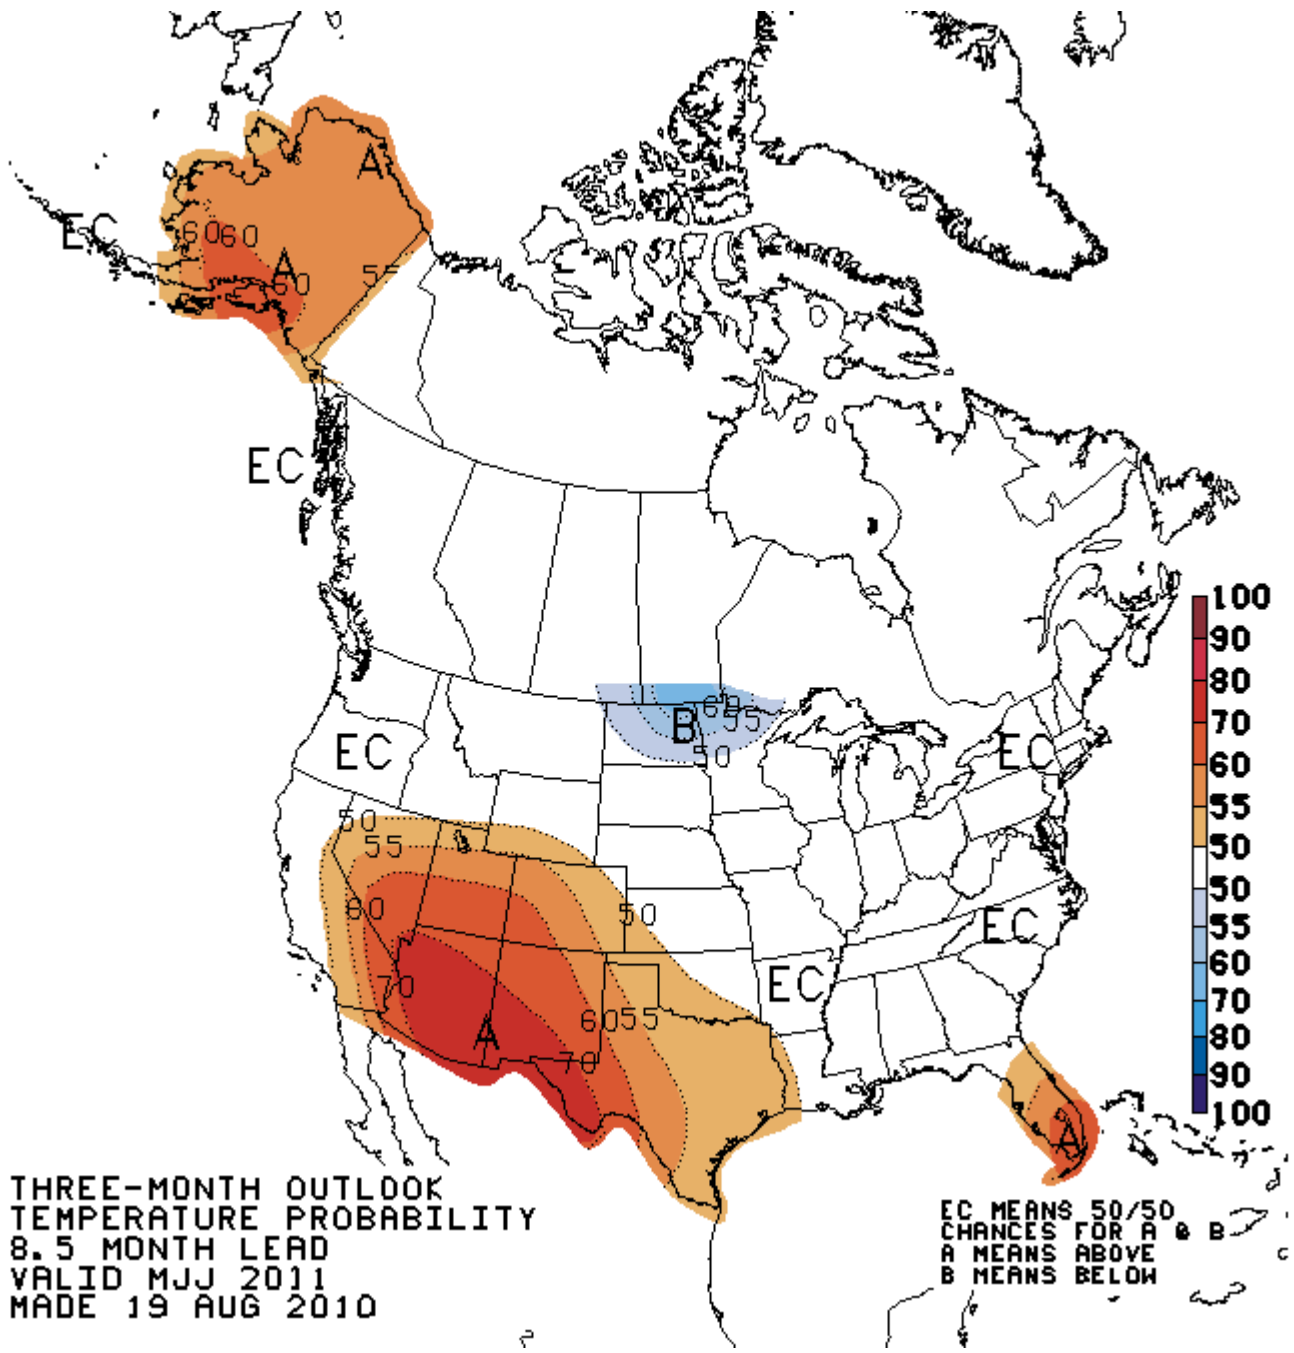 A
EC
60
60
A
60
55
EC
100
90
80
70
60
55
50
50
55
60
70
80
90
100
60
B
55
50
EC
EC
50
55
60
50
EC
EC
70
60
55
A
70
A
THREE-MONTH OUTLOOK
TEMPERATURE PROBABILITY
8.5 MONTH LEAD
VALID MJJ 2011
MADE 19 AUG 2010
EC MEANS 50/50
CHANCES FOR A & B
A MEANS ABOVE
B MEANS BELOW